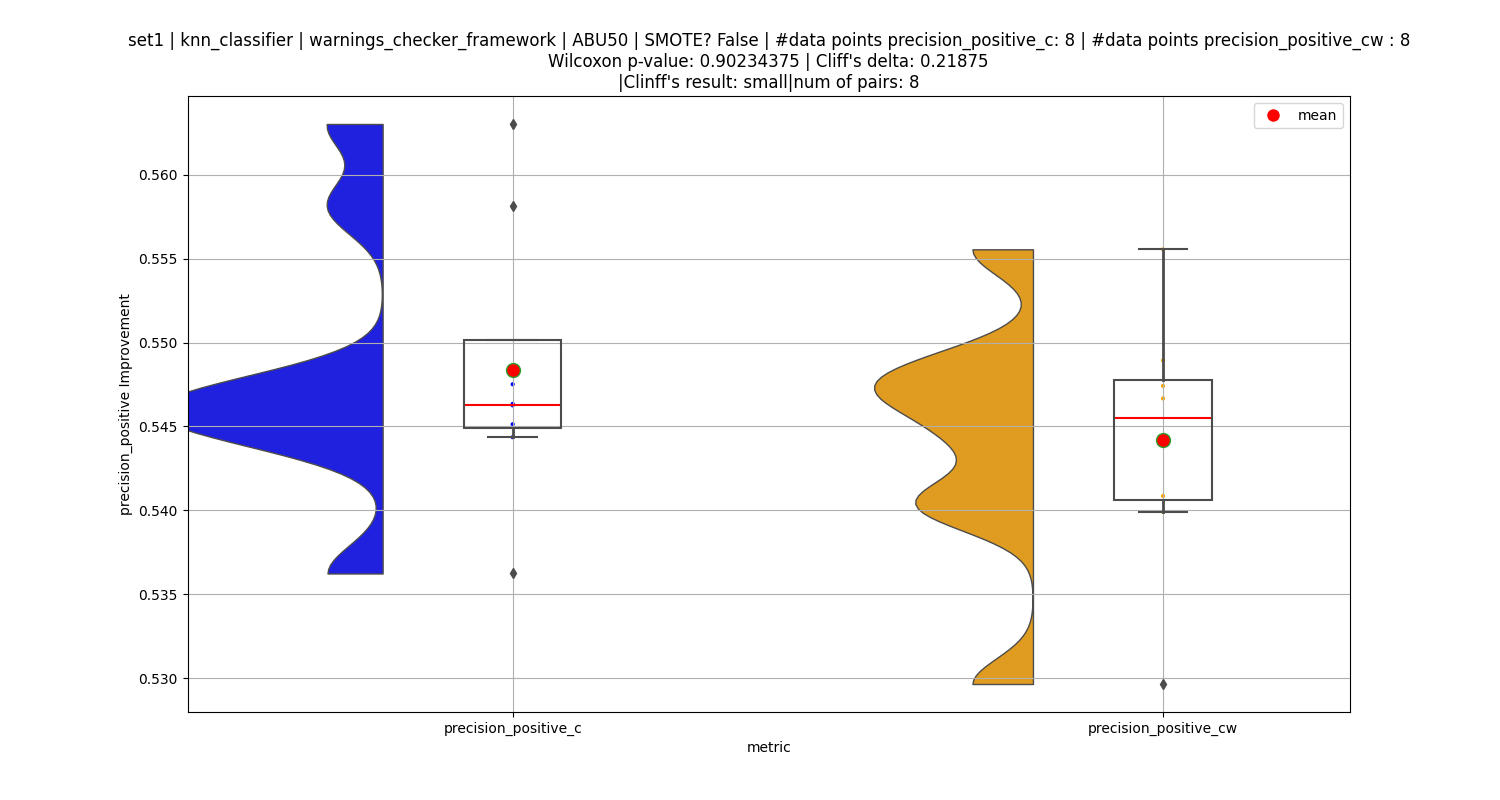 set1 | knn_classifier | warnings_checker_framework | ABU50 | SMOTE? False | #data points precision_positive_c: 8 | #data points precision_positive_cw : 8
Wilcoxon p-value: 0.90234375 | Cliff's delta: 0.21875
|Clinff's result: small|num of pairs: 8
mean
0.560
0.555
0.550
0.545
0.540
0.535
0.530
precision_positive Improvement
precision_positive_c
precision_positive_cw
metric